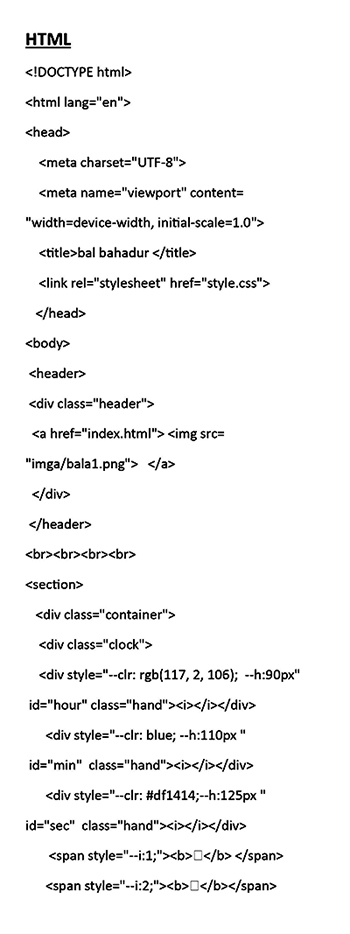 HTML
<!DOCTYPE html>
<html lang="en">
<head>
<meta charset="UTF-8">
<meta name="viewport" content=
"width=device-width, initial-scale=1.0">
<title>bal bahadur </title>
<link rel="stylesheet" href="style.css">
</head>
<body>
<header>
<div class="header">
<a href="index.html"> <img src=
"imga/bala1.png">   </a>
</div>
</header>
<br><br><br><br>
<section>
<div class="container">
<div class="clock">
<div style="--clr: rgb(117, 2, 106);  --h:90px"
id="hour" class="hand"><i></i></div>
<div style="--clr: blue; --h:110px "
id="min"  class="hand"><i></i></div>
<div style="--clr: #df1414;--h:125px "
id="sec"  class="hand"><i></i></div>
<span style="--i:1;"><b>□</b> </span>
<span style="--i:2;"><b>□</b></span>